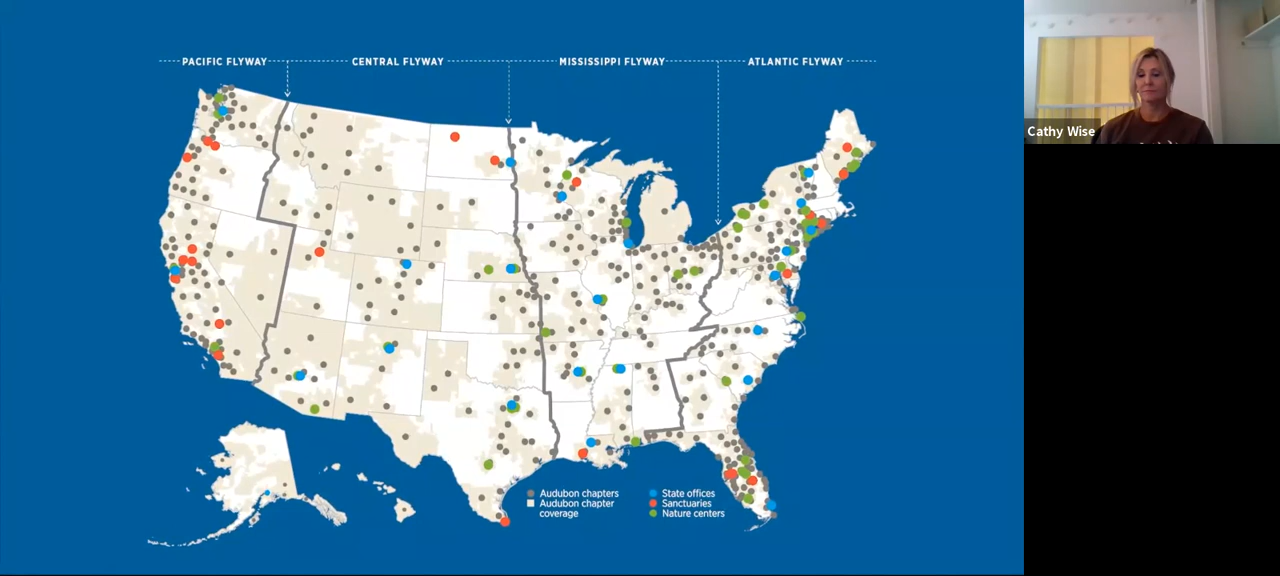 PACIFIC FLYWAY
CENTRAL FLYWAY
MISSISSIPPI FLYWAY
ATLANTIC FLYWAY
Cathy Wise
Audubon chapters
Audubon chapter
coverage
State offices
Sanctuaries
Nature centers